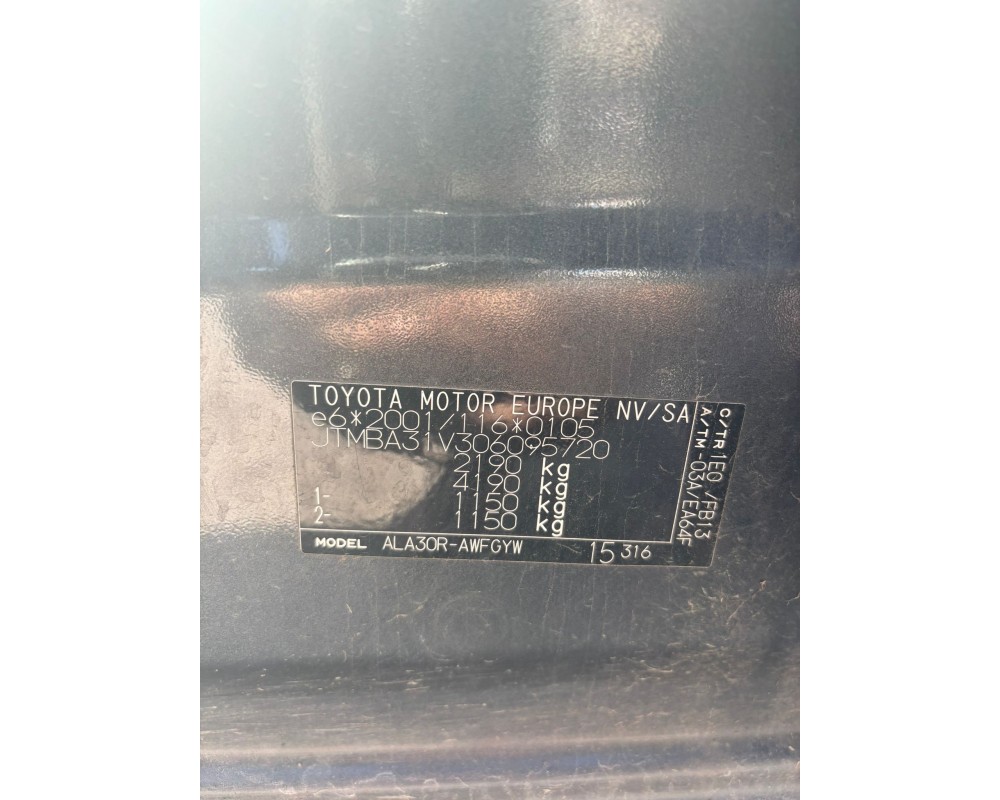 TOYOTA MOTOR EUROPE NV/SA
e6*2001/116*0105
JTMBA31V306095720
2190 kg
4190 kg
1- 1150 kg
2- 1150 kg
MODEL ALA30R-AWFGYW 15 316
C/TR 1E0 /FB13
A/TM -03A/EA64F